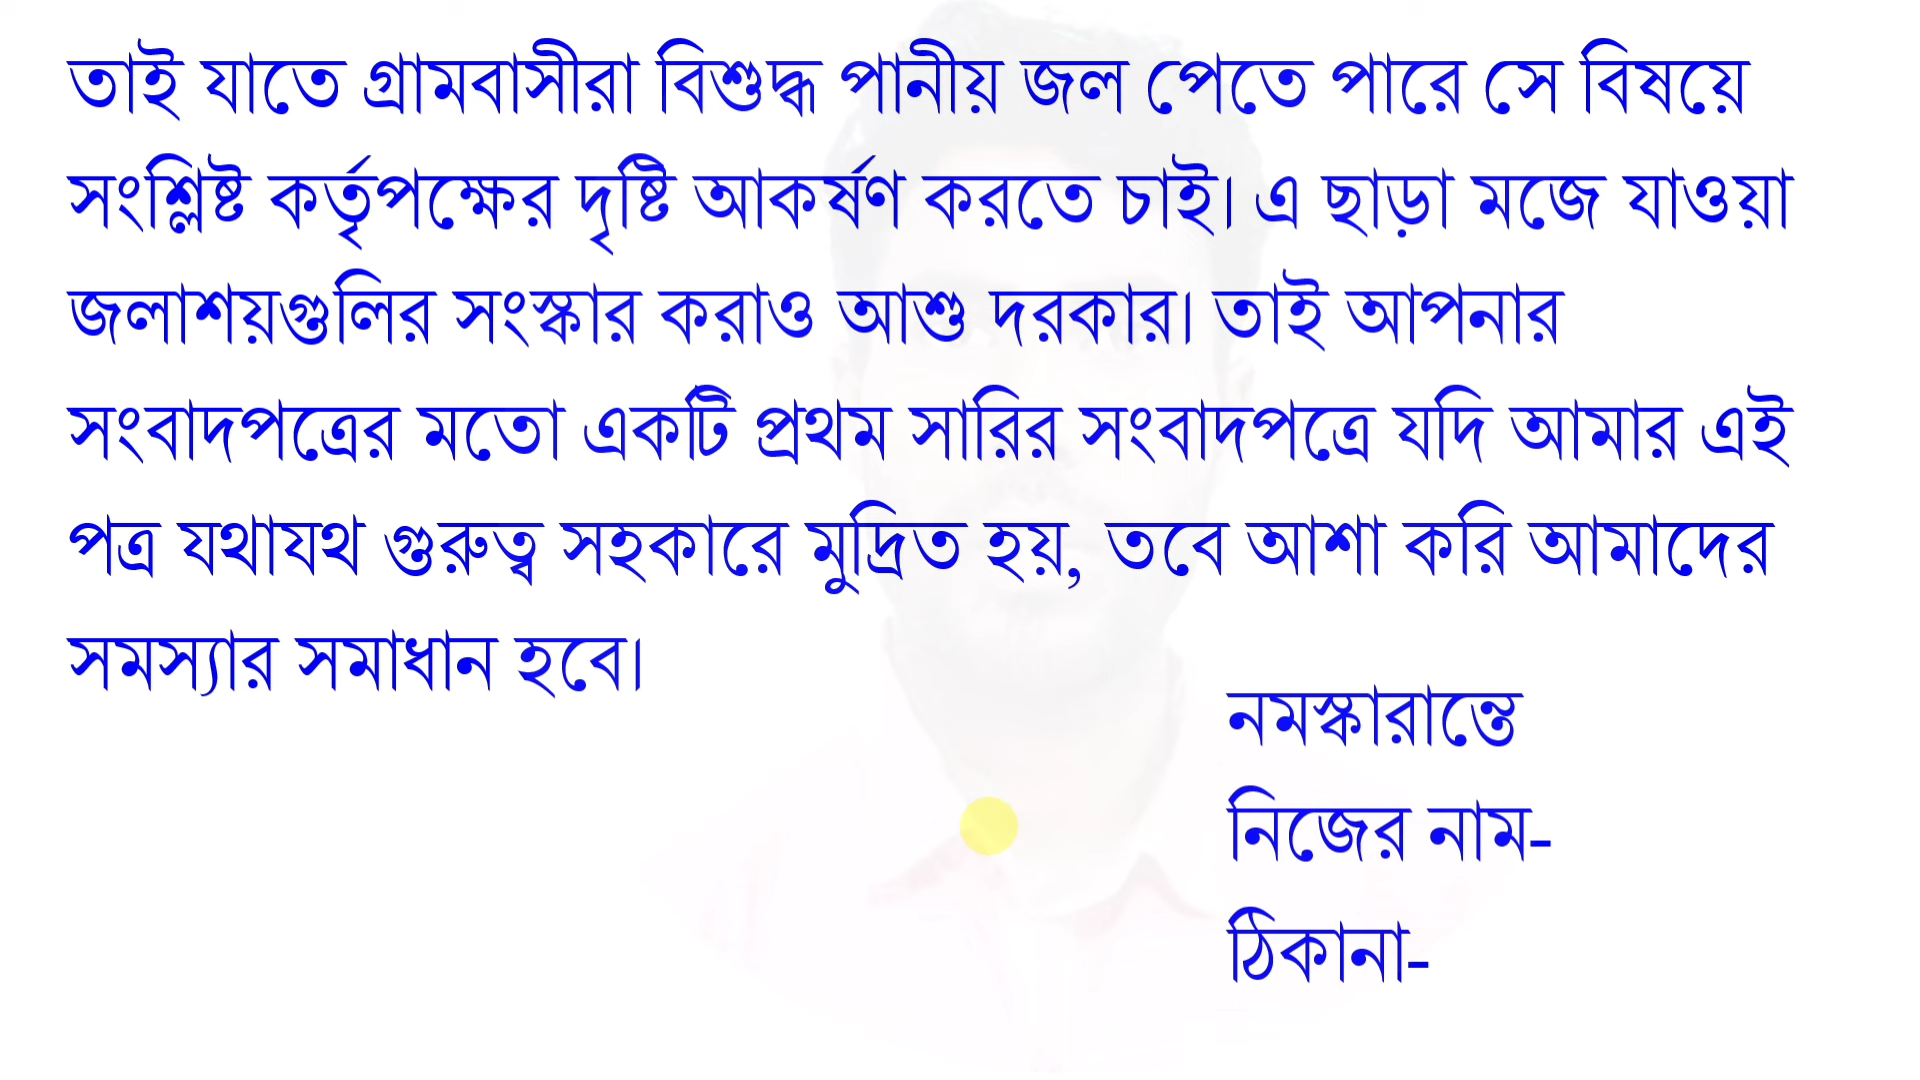 তাই যাতে গ্রামবাসীরা বিশুদ্ধ পানীয় জল পেতে পারে সে বিষয়ে
সংশ্লিষ্ট কর্তৃপক্ষের দৃষ্টি আকর্ষণ করতে চাই। এ ছাড়া মজে যাওয়া
জলাশয়গুলির সংস্কার করাও আশু দরকার। তাই আপনার
সংবাদপত্রের মতো একটি প্রথম সারির সংবাদপত্রে যদি আমার এই
পত্র যথাযথ গুরুত্ব সহকারে মুদ্রিত হয়, তবে আশা করি আমাদের
সমস্যার সমাধান হবে।
নমস্কারান্তে
নিজের নাম-
ঠিকানা-